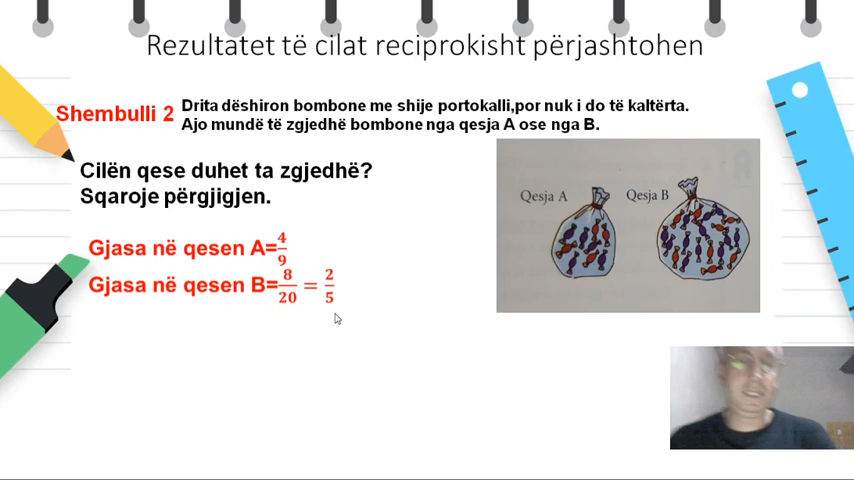 Rezultatet të cilat reciprokisht përjashtohen
Shembulli 2 Drita dëshiron bombone me shije portokalli,por nuk i do të kaltërta.
Ajo mundë të zgjedhë bombone nga qesja A ose nga B.
Cilën qese duhet ta zgjedhë?
Sqaroje përgjigjen.
Qesja A
Qesja B
Gjasa në qesen A=4/9
Gjasa në qesen B=8/20 = 2/5